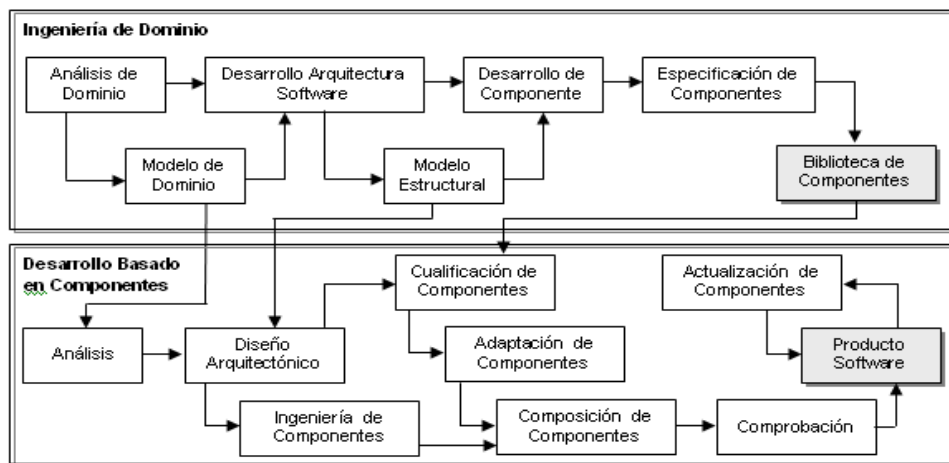 Ingeniería de Dominio
Análisis de
Dominio
Desarrollo Arquitectura
Software
Desarrollo de
Componente
Especificación de
Componentes
Modelo de
Dominio
Modelo
Estructural
Biblioteca de
Componentes
Desarrollo Basado
en Componentes
Cualificación de
Componentes
Actualización de
Componentes
Análisis
Diseño
Arquitectónico
Adaptación de
Componentes
Producto
Software
Ingeniería de
Componentes
Composición de
Componentes
Comprobación